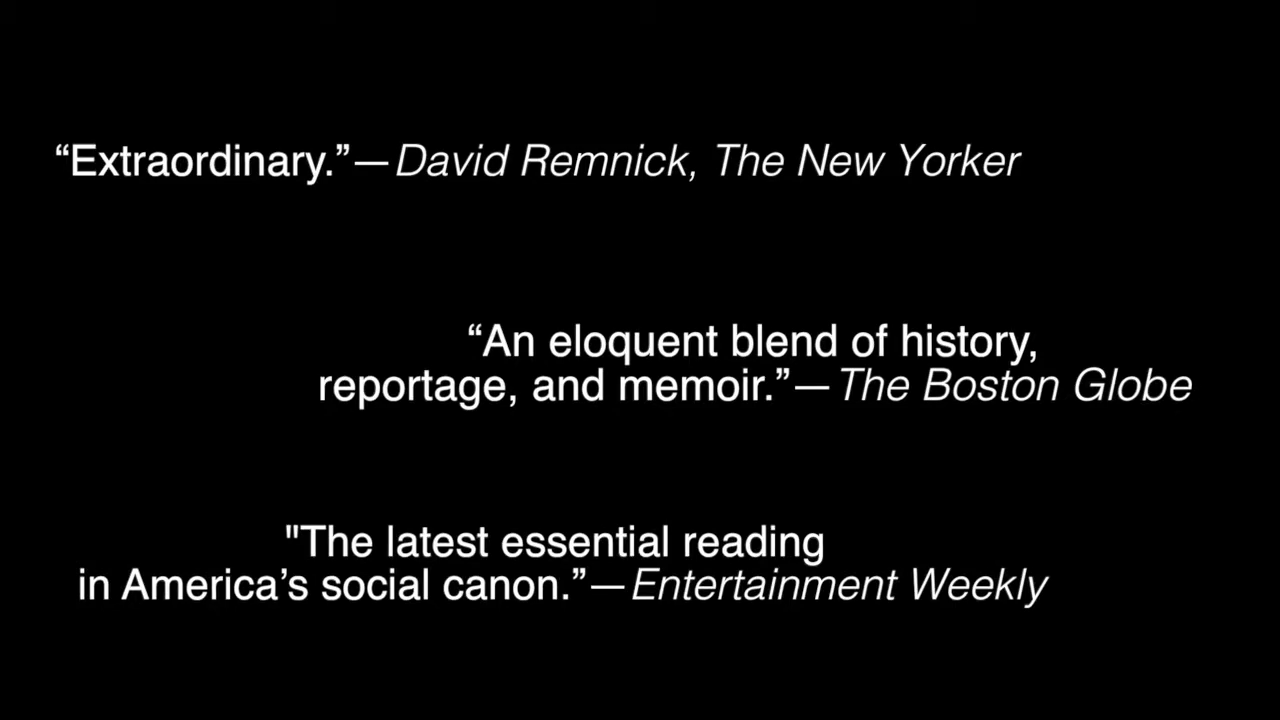 “Extraordinary.”—David Remnick, The New Yorker
“An eloquent blend of history,
reportage, and memoir.”—The Boston Globe
"The latest essential reading
in America’s social canon.”—Entertainment Weekly